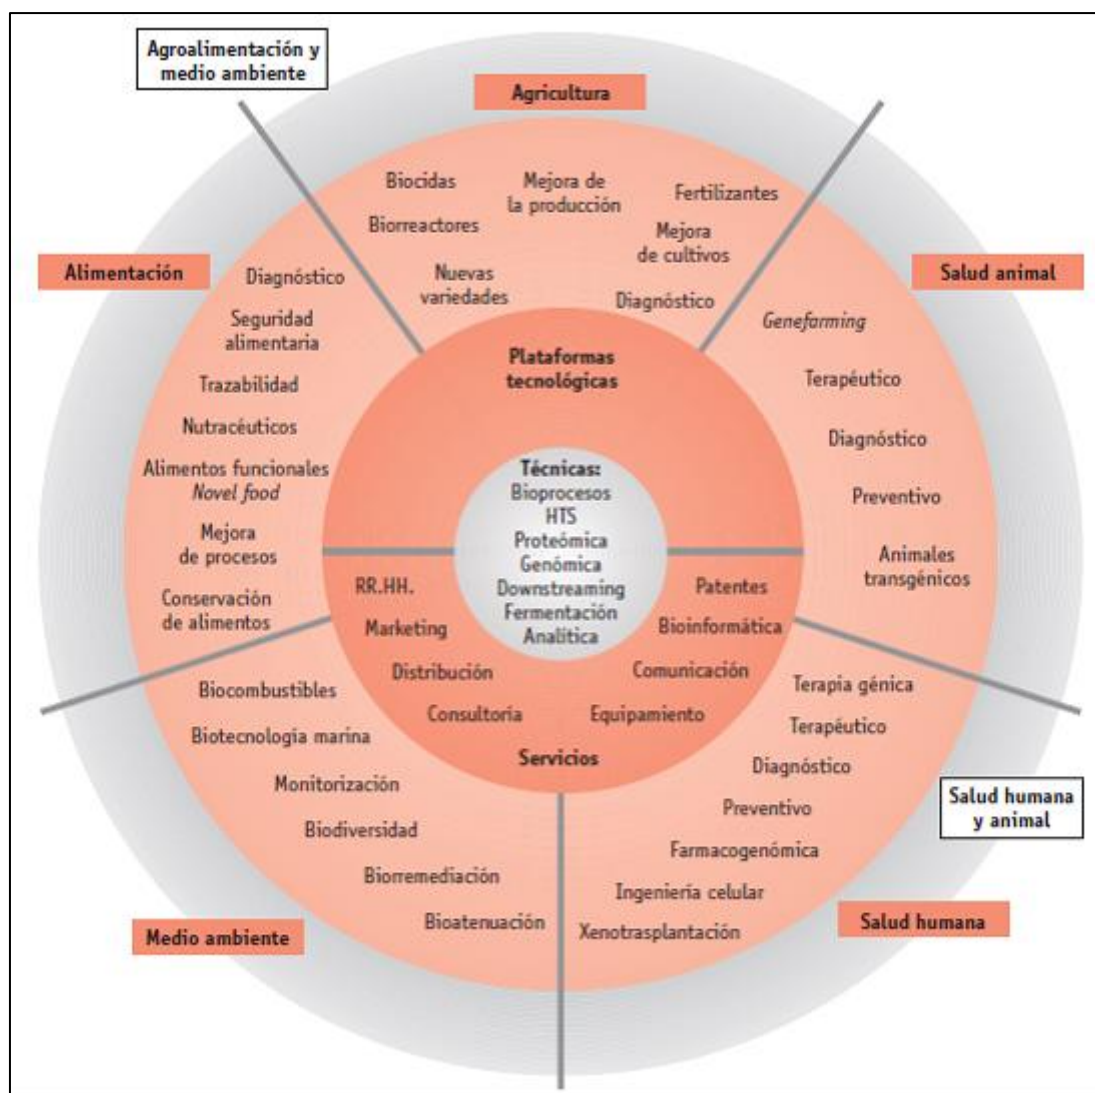 Agroalimentación y
medio ambiente
Agricultura
Biocidas
Mejora de
la producción
Fertilizantes
Biorreactores
Mejora
de cultivos
Nuevas
variedades
Diagnóstico
Alimentación
Diagnóstico
Seguridad
alimentaria
Trazabilidad
Nutracéuticos
Alimentos funcionales
Novel food
Mejora
de procesos
Conservación
de alimentos
Salud animal
Genefarming
Terapéutico
Diagnóstico
Preventivo
Animales
transgénicos
Plataformas
tecnológicas
Técnicas:
Bioprocesos
HTS
Proteómica
Genómica
Downstreaming
Fermentación
Analítica
RR.HH.
Marketing
Distribución
Consultoría
Patentes
Bioinformática
Comunicación
Equipamiento
Servicios
Biocombustibles
Biotecnología marina
Monitorización
Biodiversidad
Biorremediación
Bioatenuación
Medio ambiente
Terapia génica
Terapéutico
Diagnóstico
Preventivo
Farmacogenómica
Ingeniería celular
Xenotrasplantación
Salud humana
y animal
Salud humana